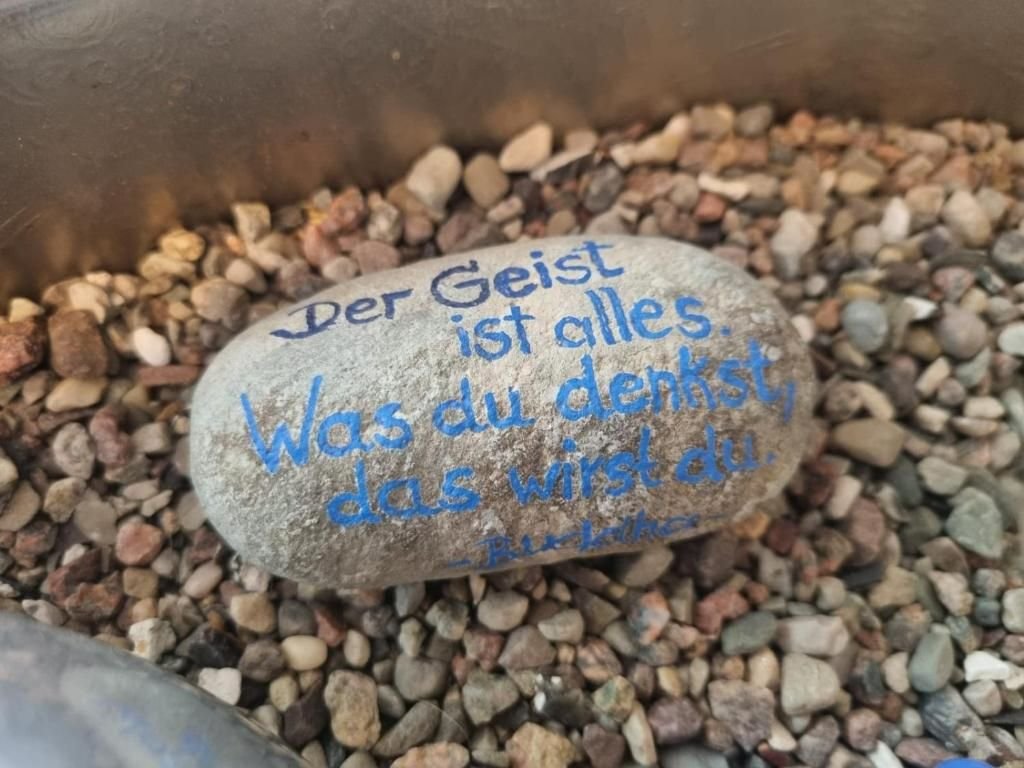 Der Geist
ist alles.
Was du denkst,
das wirst du.